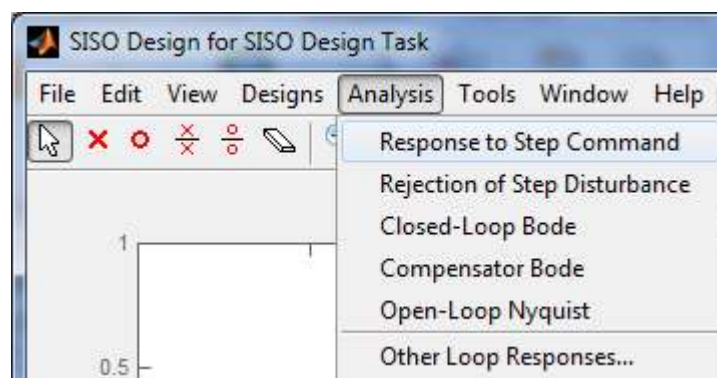 SISO Design for SISO Design Task
File Edit View Designs Analysis Tools Window Help
Response to Step Command
Rejection of Step Disturbance
Closed-Loop Bode
Compensator Bode
Open-Loop Nyquist
Other Loop Responses...
1
0.5